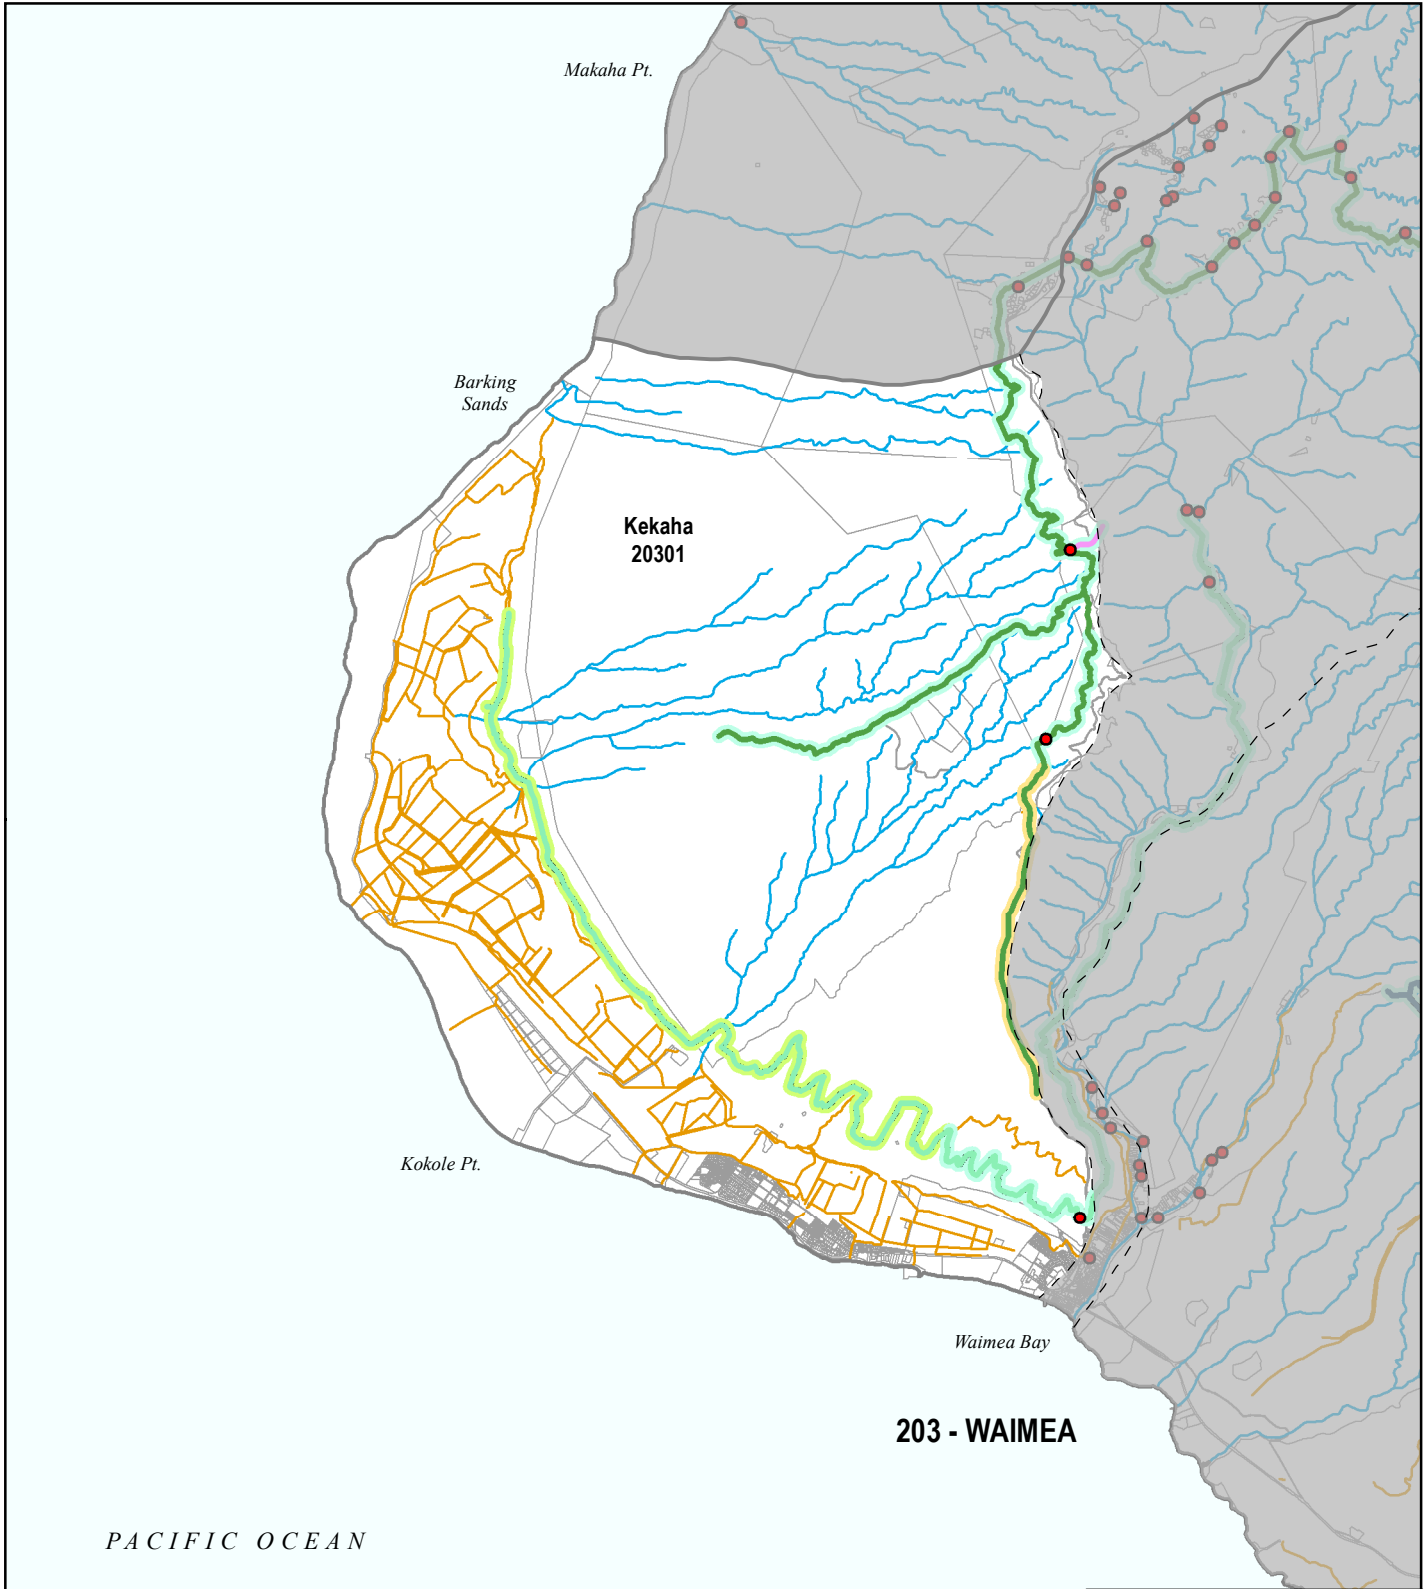 Makaha Pt.
Barking
Sands
Kekaha
20301
Kokole Pt.
Waimea Bay
203 - WAIMEA
PACIFIC OCEAN